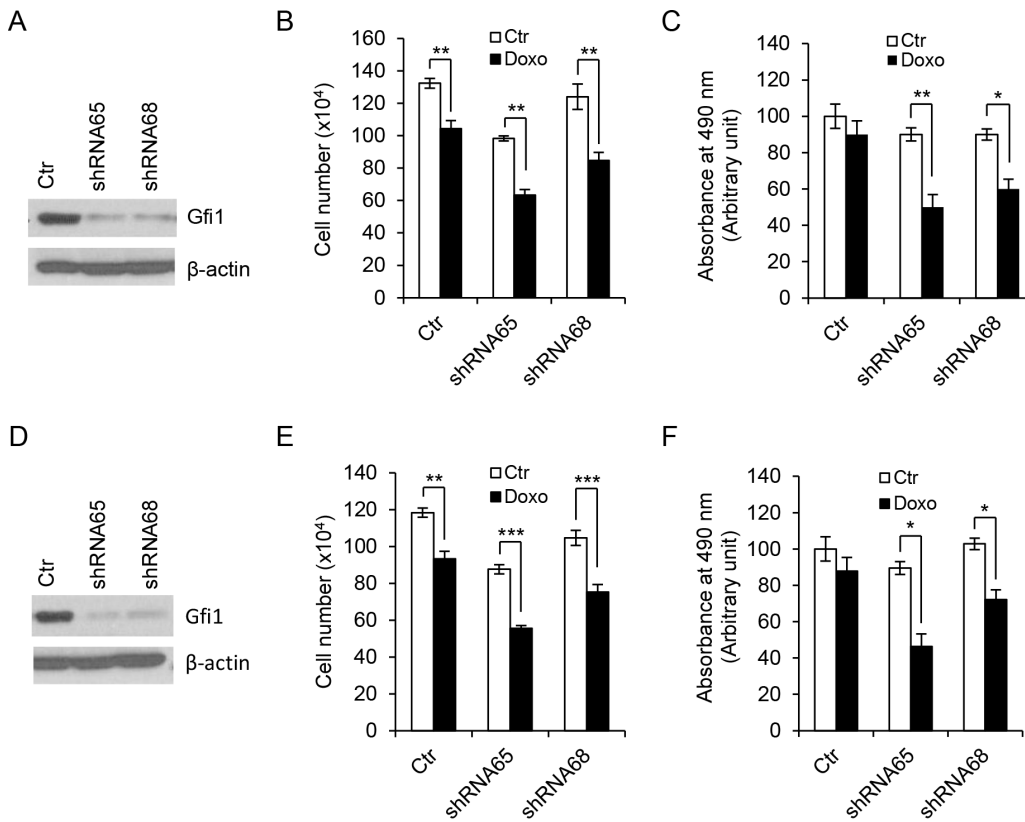 A
Ctr
shRNA65
shRNA68
Gfi1
β-actin
B
Ctr
Doxo
Cell number (x10⁴)
160
140
120
100
80
60
40
20
0
**
**
**
Ctr
shRNA65
shRNA68
C
Ctr
Doxo
Absorbance at 490 nm
(Arbitrary unit)
140
120
100
80
60
40
20
0
**
*
Ctr
shRNA65
shRNA68
D
Ctr
shRNA65
shRNA68
Gfi1
β-actin
E
Ctr
Doxo
Cell number (x10⁴)
140
120
100
80
60
40
20
0
**
***
***
Ctr
shRNA65
shRNA68
F
Ctr
Doxo
Absorbance at 490 nm
(Arbitrary unit)
140
120
100
80
60
40
20
0
*
*
Ctr
shRNA65
shRNA68